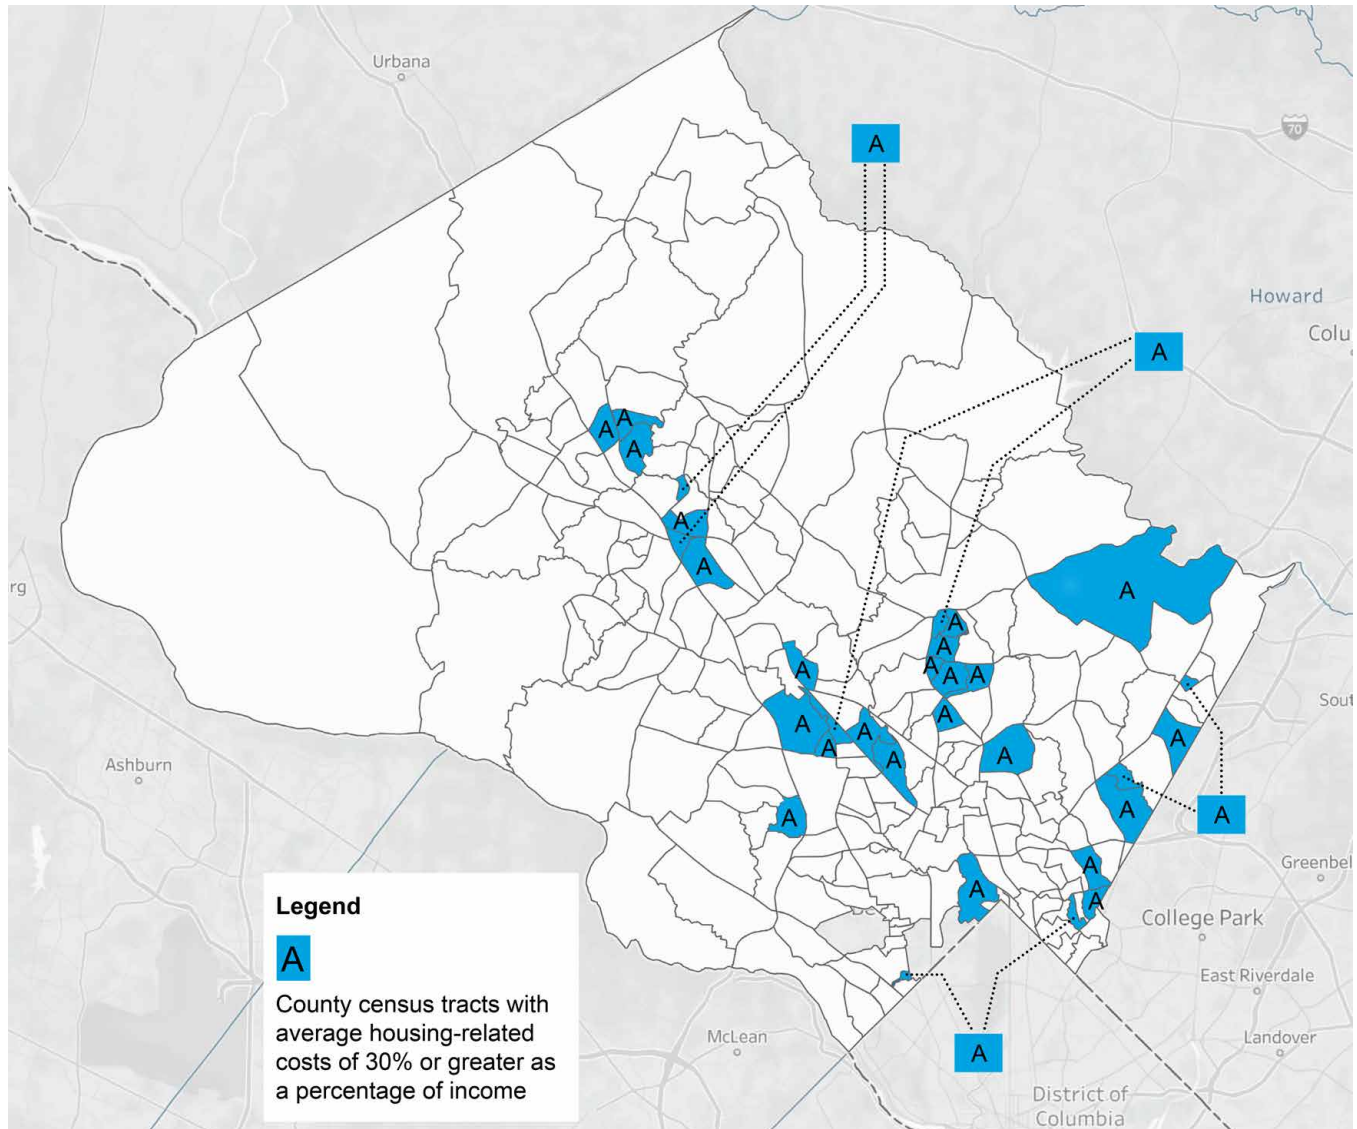 Urbana
A
70
Howard
Colu
A
A
A
A
A
A
rg
A
A
A
A
A
A
A
A
South
A
A
A
A
A
A
Ashburn
A
A
A
Greenbel
A
A
A
Legend
A
College Park
County census tracts with
average housing-related
costs of 30% or greater as
a percentage of income
East Riverdale
McLean
A
Landover
District of
Columbia